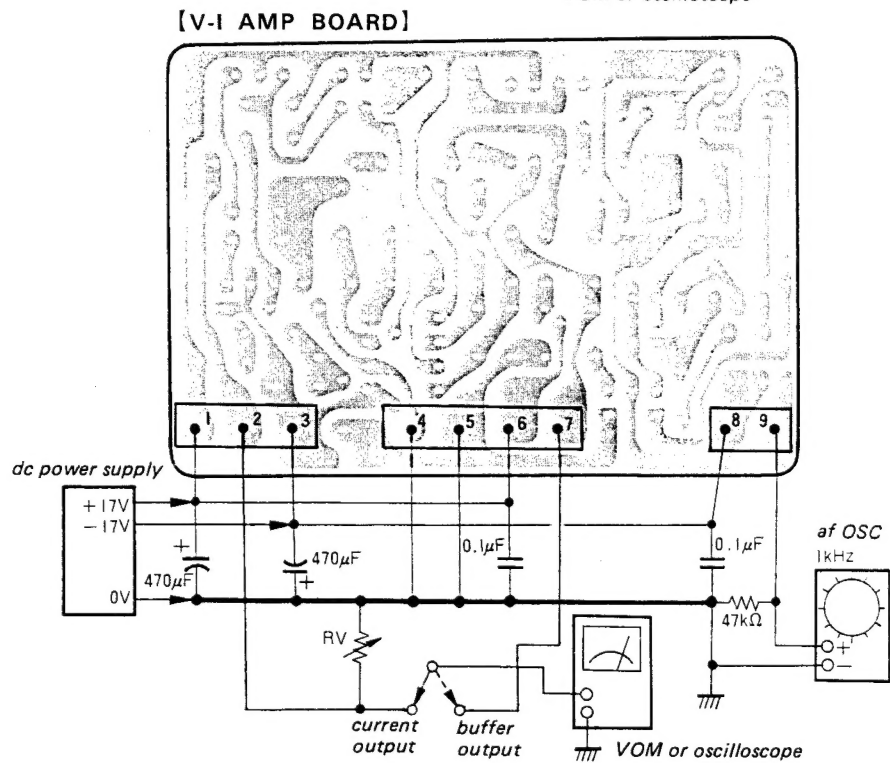 【V-I AMP BOARD】
1 2 3 4 5 6 7 8 9
dc power supply
+17V
−17V
0V
470μF
+
470μF
+
0.1μF
0.1μF
47kΩ
af OSC
1kHz
+
−
RV
current
output
buffer
output
VOM or oscilloscope